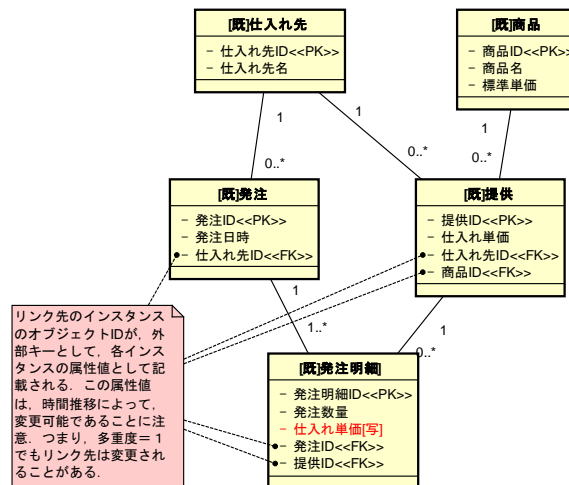 [既]仕入れ先
- 仕入れ先ID<<PK>>
- 仕入れ先名
[既]商品
- 商品ID<<PK>>
- 商品名
- 標準単価
1
1
1
0..*
0..*
0..*
[既]発注
- 発注ID<<PK>>
- 発注日時
- 仕入れ先ID<<FK>>
[既]提供
- 提供ID<<PK>>
- 仕入れ単価
- 仕入れ先ID<<FK>>
- 商品ID<<FK>>
1
1..*
1
0..*
リンク先のインスタンス
のオブジェクトIDが，外
部キーとして，各インス
タンスの属性値として記
載される．この属性値
は，時間推移によって，
変更可能であることに注
意．つまり，多重度＝１
でもリンク先は変更され
ることがある．
[既]発注明細
- 発注明細ID<<PK>>
- 発注数量
- 仕入れ単価[写]
- 発注ID<<FK>>
- 提供ID<<FK>>